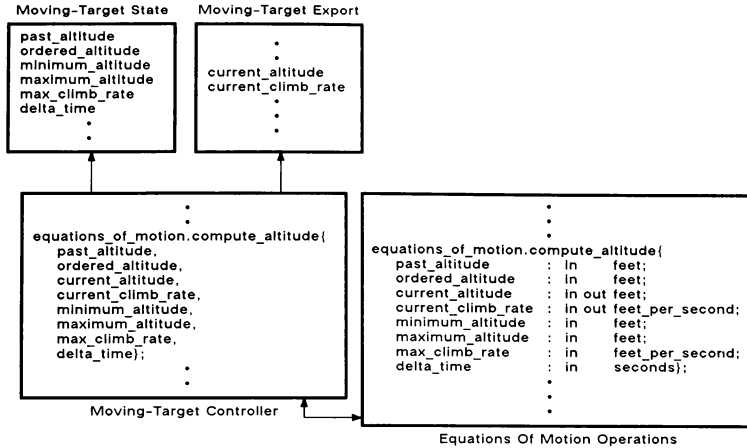 Moving-Target State
past_altitude
ordered_altitude
minimum_altitude
maximum_altitude
max_climb_rate
delta_time
Moving-Target Export
current_altitude
current_climb_rate
equations_of_motion.compute_altitude{
past_altitude,
ordered_altitude,
current_altitude,
current_climb_rate,
minimum_altitude,
maximum_altitude,
max_climb_rate,
delta_time};
Moving-Target Controller
equations_of_motion.compute_altitude{
past_altitude : in feet;
ordered_altitude : in feet;
current_altitude : in out feet;
current_climb_rate : in out feet_per_second;
minimum_altitude : in feet;
maximum_altitude : in feet;
max_climb_rate : in feet_per_second;
delta_time : in seconds};
Equations Of Motion Operations